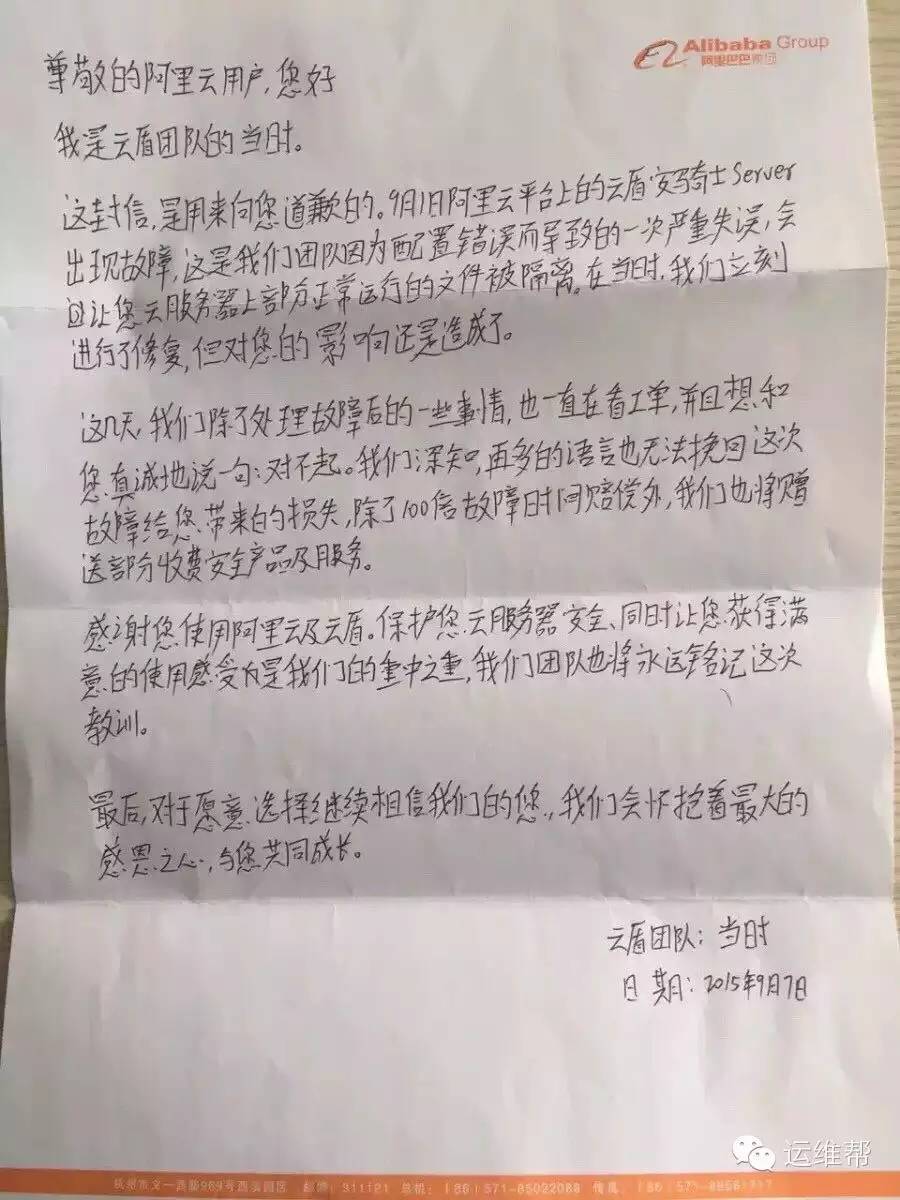 Alibaba Group
阿里巴巴集团
尊敬的阿里云用户,您好
我是云盾团队的当时。
这封信,是用来向您道歉的。9月1日阿里云平台上的云盾安骑士Server
出现故障,这是我们团队因为配置错误而导致的一次严重失误,会
让您云服务器上部分正常运行的文件被隔离。在当时,我们立刻
进行了修复,但对您的影响还是造成了。
这几天,我们除了处理故障后的一些事情,也一直在看工单,并且想和
您真诚地说一句:对不起。我们深知,再多的语言也无法挽回这次
故障给您带来的损失,除了100倍故障时间赔偿外,我们也将赠
送部分收费安全产品及服务。
感谢您使用阿里云及云盾。保护您云服务器安全、同时让您获得满
意的使用感受乃是我们的重中之重,我们团队也将永远铭记这次
教训。
最后,对于愿意选择继续相信我们的您,我们会怀抱着最大的
感恩之心,与您共同成长。
云盾团队:当时
日期:2015年9月7日
运维帮
杭州市文一西路969号西溪园区 邮编:311121 总机:(86)571-85022088 传真:(86)571-